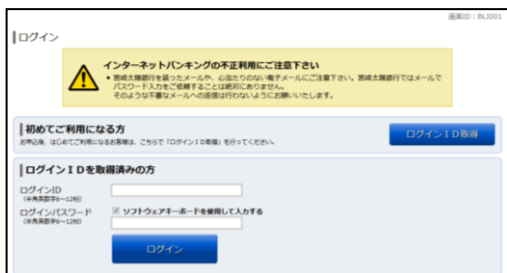 画面ID：BLI001
ログイン
インターネットバンキングの不正利用にご注意下さい
• 宮崎太陽銀行を装ったメールや、心当たりのない電子メールにご注意下さい。宮崎太陽銀行ではメールで
パスワード入力をご依頼することは絶対にありません。
そのような不審なメールへの返信は行わないようにお願いいたします。
初めてご利用になる方
お申込後、はじめてご利用になるお客様は、こちらで「ログインＩＤ取得」を行ってください。
ログインＩＤ取得
ログインＩＤを取得済みの方
ログインID
(半角英数字6～12桁)
ログインパスワード
(半角英数字6～12桁)
ソフトウェアキーボードを使用して入力する
ログイン